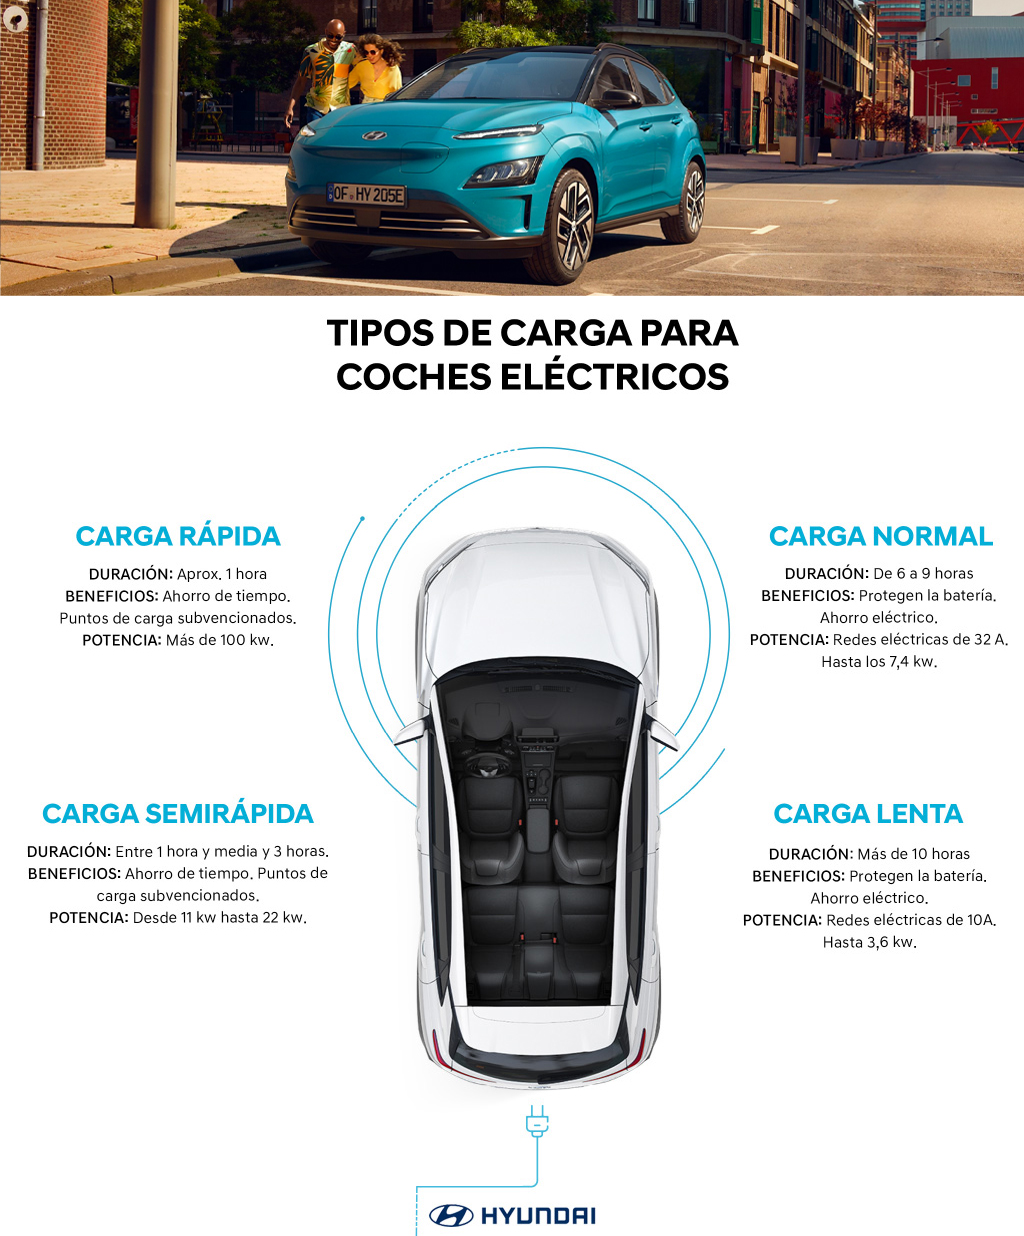 OF HY 205E
TIPOS DE CARGA PARA
COCHES ELÉCTRICOS
CARGA RÁPIDA
DURACIÓN: Aprox. 1 hora
BENEFICIOS: Ahorro de tiempo.
Puntos de carga subvencionados.
POTENCIA: Más de 100 kw.
CARGA NORMAL
DURACIÓN: De 6 a 9 horas
BENEFICIOS: Protegen la batería.
Ahorro eléctrico.
POTENCIA: Redes eléctricas de 32 A.
Hasta los 7,4 kw.
CARGA SEMIRÁPIDA
DURACIÓN: Entre 1 hora y media y 3 horas.
BENEFICIOS: Ahorro de tiempo. Puntos de
carga subvencionados.
POTENCIA: Desde 11 kw hasta 22 kw.
CARGA LENTA
DURACIÓN: Más de 10 horas
BENEFICIOS: Protegen la batería.
Ahorro eléctrico.
POTENCIA: Redes eléctricas de 10A.
Hasta 3,6 kw.
HYUNDAI